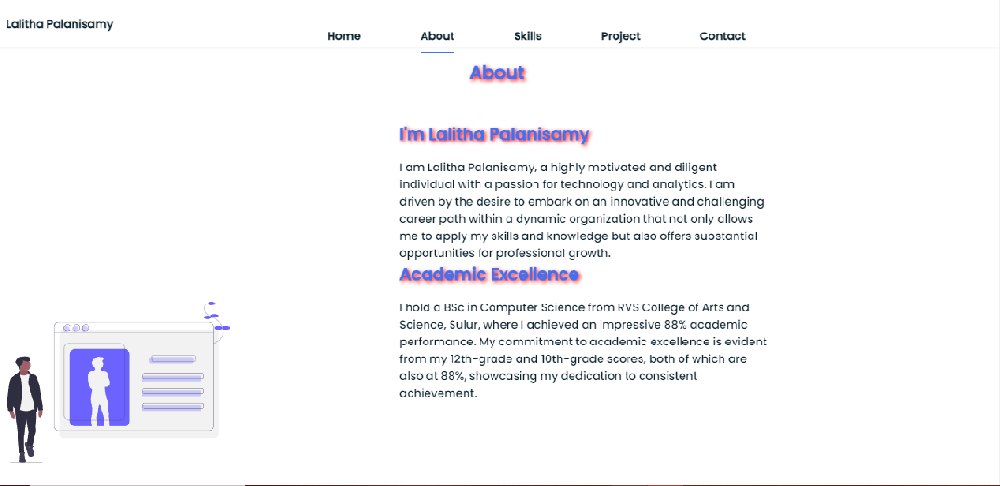 Lalitha Palanisamy
Home About Skills Project Contact
About
I'm Lalitha Palanisamy
I am Lalitha Palanisamy, a highly motivated and diligent
individual with a passion for technology and analytics. I am
driven by the desire to embark on an innovative and challenging
career path within a dynamic organization that not only allows
me to apply my skills and knowledge but also offers substantial
opportunities for professional growth.
Academic Excellence
I hold a BSc in Computer Science from RVS College of Arts and
Science, Sulur, where I achieved an impressive 88% academic
performance. My commitment to academic excellence is evident
from my 12th-grade and 10th-grade scores, both of which are
also at 88%, showcasing my dedication to consistent
achievement.